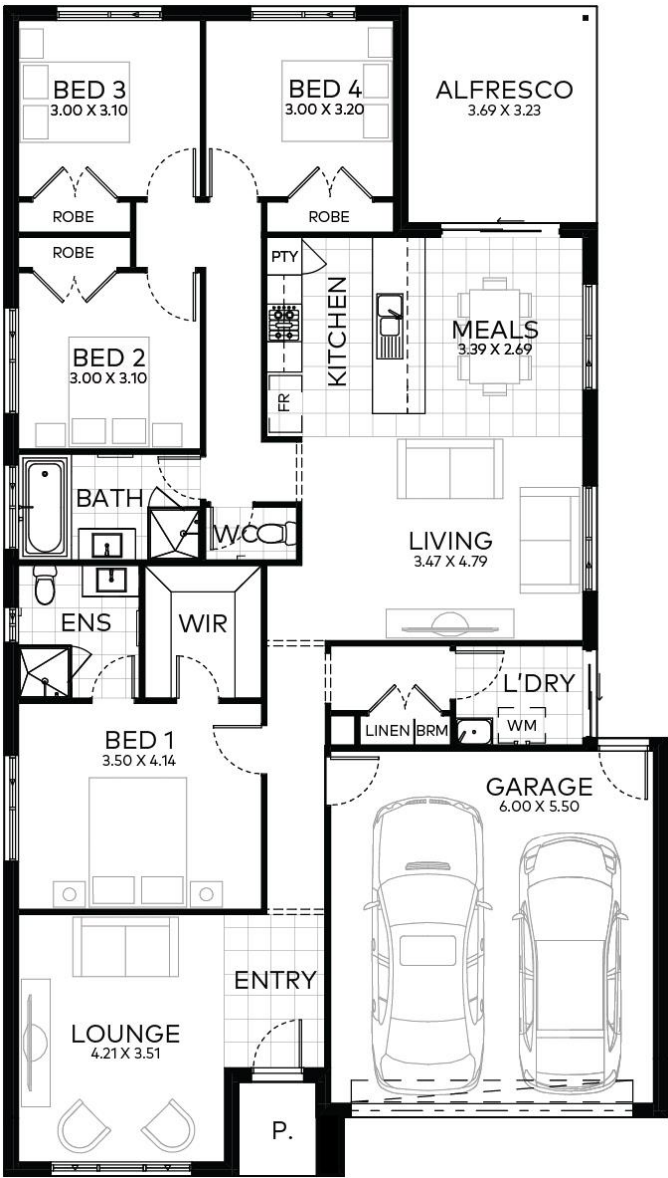 BED 3
3.00 X 3.10
BED 4
3.00 X 3.20
ALFRESCO
3.69 X 3.23
ROBE
ROBE
ROBE
PTY
KITCHEN
MEALS
3.39 X 2.69
BED 2
3.00 X 3.10
FR
BATH
WC
LIVING
3.47 X 4.79
ENS
WIR
L'DRY
WM
LINEN
BRM
BED 1
3.50 X 4.14
GARAGE
6.00 X 5.50
ENTRY
LOUNGE
4.21 X 3.51
P.